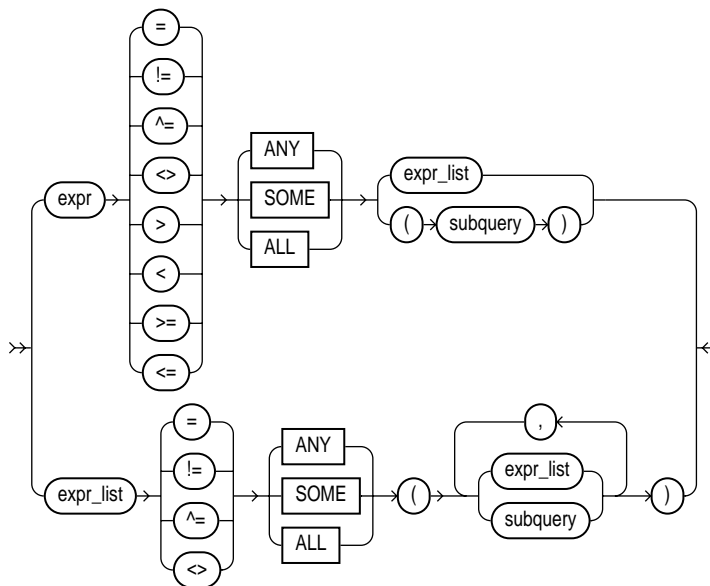 =
!=
^=
<>
>
<
>=
<=
expr
ANY
SOME
ALL
expr_list
( subquery )
=
!=
^=
<>
expr_list
ANY
SOME
ALL
(
,
expr_list
subquery
)